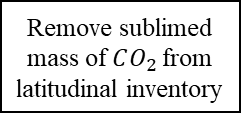 Remove sublimed
mass of CO₂ from
latitudinal inventory